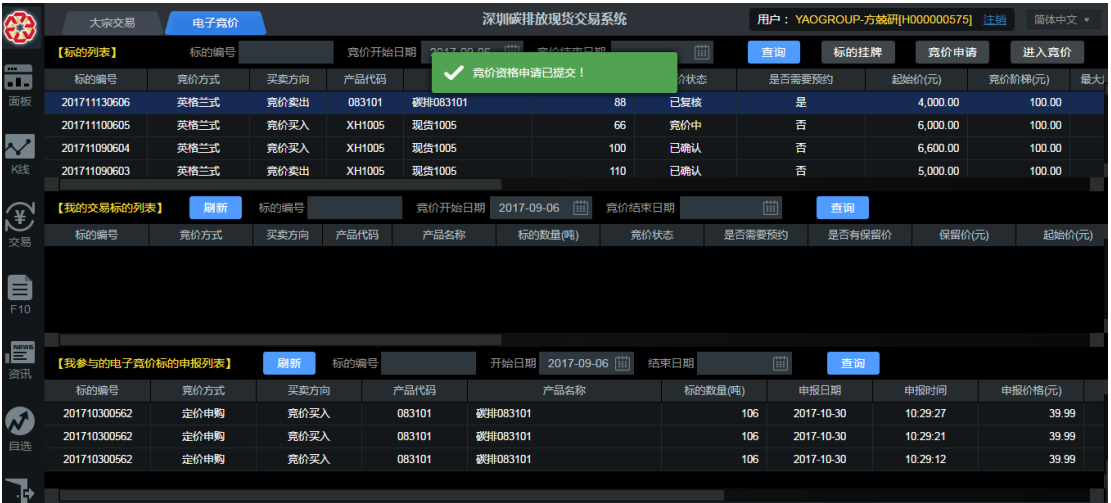 大宗交易 电子竞价 深圳碳排放现货交易系统 用户： YAOGROUP-方兢研[H000000575] 注销 简体中文
【标的列表】 标的编号 竞价开始日期 2017-09-06 竞价结束日期 查询 标的挂牌 竞价申请 进入竞价
竞价资格申请已提交！
标的编号 竞价方式 买卖方向 产品代码 价状态 是否需要预约 起始价(元) 竞价阶梯(元) 最大
201711130606 英格兰式 竞价卖出 083101 碳排083101 88 已复核 是 4,000.00 100.00
201711100605 英格兰式 竞价买入 XH1005 现货1005 66 竞价中 否 6,000.00 100.00
201711090604 英格兰式 竞价买入 XH1005 现货1005 100 已确认 否 6,600.00 100.00
201711090603 英格兰式 竞价卖出 XH1005 现货1005 110 已确认 否 5,000.00 100.00
面板
K线
交易
F10
NEWS
资讯
自选
【我的交易标的列表】 刷新 标的编号 竞价开始日期 2017-09-06 竞价结束日期 查询
标的编号 竞价方式 买卖方向 产品代码 产品名称 标的数量(吨) 竞价状态 是否需要预约 是否有保留价 保留价(元) 起始价(元)
【我参与的电子竞价标的申报列表】 刷新 标的编号 开始日期 2017-09-06 结束日期 查询
标的编号 竞价方式 买卖方向 产品代码 产品名称 标的数量(吨) 申报日期 申报时间 申报价格(元)
201710300562 定价申购 竞价买入 083101 碳排083101 106 2017-10-30 10:29:27 39.99
201710300562 定价申购 竞价买入 083101 碳排083101 106 2017-10-30 10:29:21 39.99
201710300562 定价申购 竞价买入 083101 碳排083101 106 2017-10-30 10:29:12 39.99